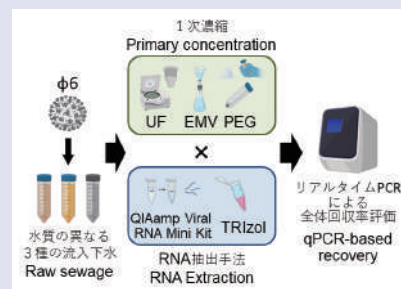 1次濃縮
Primary concentration
φ6
UF EMV PEG
×
QIAamp Viral
RNA Mini Kit
TRIzol
水質の異なる
3種の流入下水
Raw sewage
RNA抽出手法
RNA Extraction
リアルタイムPCR
による
全体回収率評価
qPCR-based
recovery